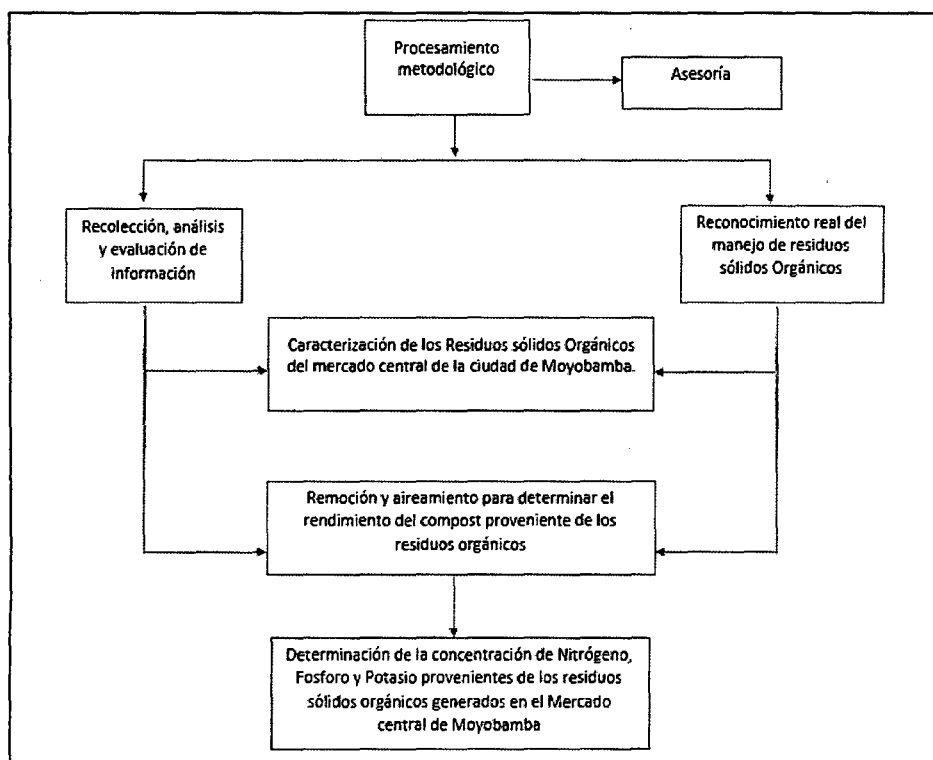 Procesamiento
metodológico
Asesoría
Recolección, análisis
y evaluación de
información
Reconocimiento real del
manejo de residuos
sólidos Orgánicos
Caracterización de los Residuos sólidos Orgánicos
del mercado central de la ciudad de Moyobamba.
Remoción y aireamiento para determinar el
rendimiento del compost proveniente de los
residuos orgánicos
Determinación de la concentración de Nitrógeno,
Fosforo y Potasio provenientes de los residuos
sólidos orgánicos generados en el Mercado
central de Moyobamba